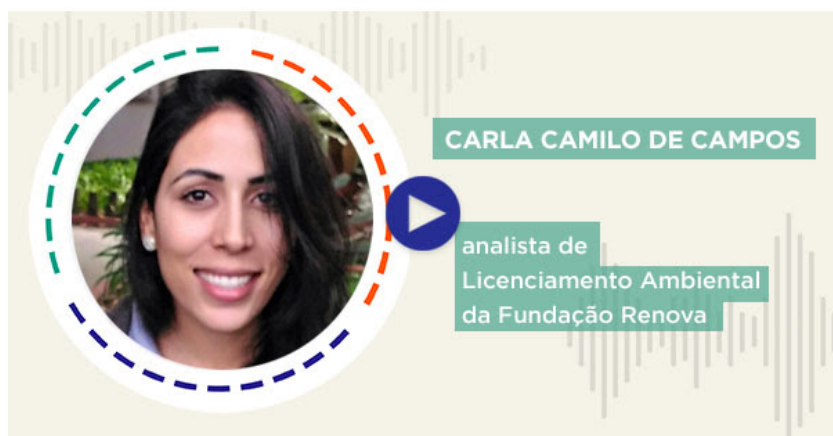 CARLA CAMILO DE CAMPOS
analista de
Licenciamento Ambiental
da Fundação Renova